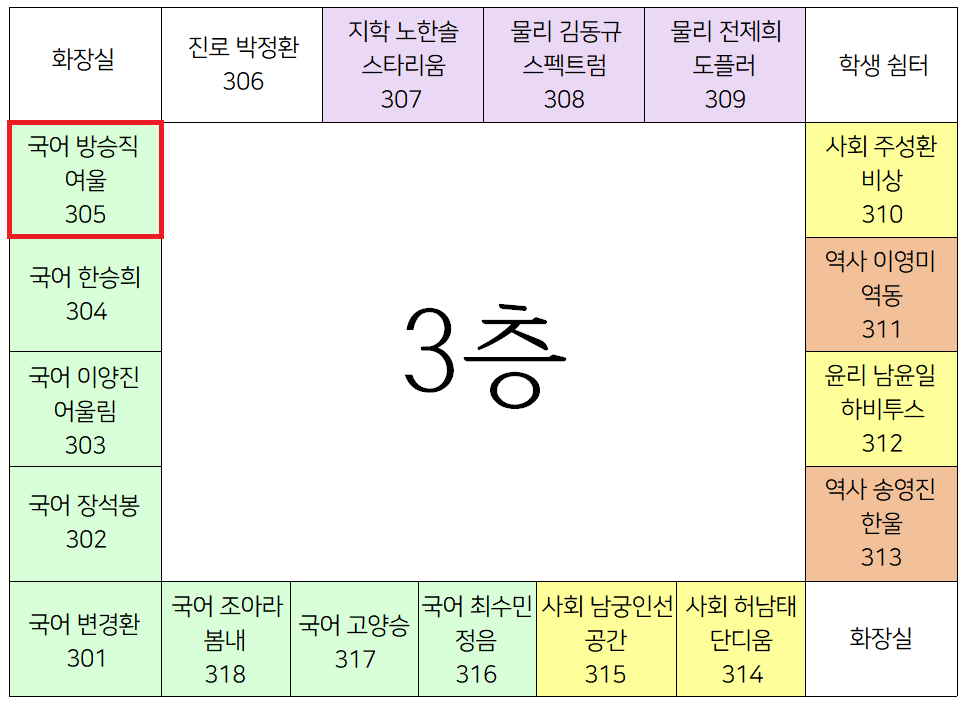 화장실
진로 박정환
306
지학 노한솔
스타리움
307
물리 김동규
스펙트럼
308
물리 전제희
도플러
309
학생 쉼터
국어 방승직
여울
305
사회 주성환
비상
310
국어 한승희
304
3층
역사 이영미
역동
311
국어 이양진
어울림
303
윤리 남윤일
하비투스
312
국어 장석봉
302
역사 송영진
한울
313
국어 변경환
301
국어 조아라
봄내
318
국어 고양승
317
국어 최수민
정음
316
사회 남궁인선
공간
315
사회 허남태
단디움
314
화장실